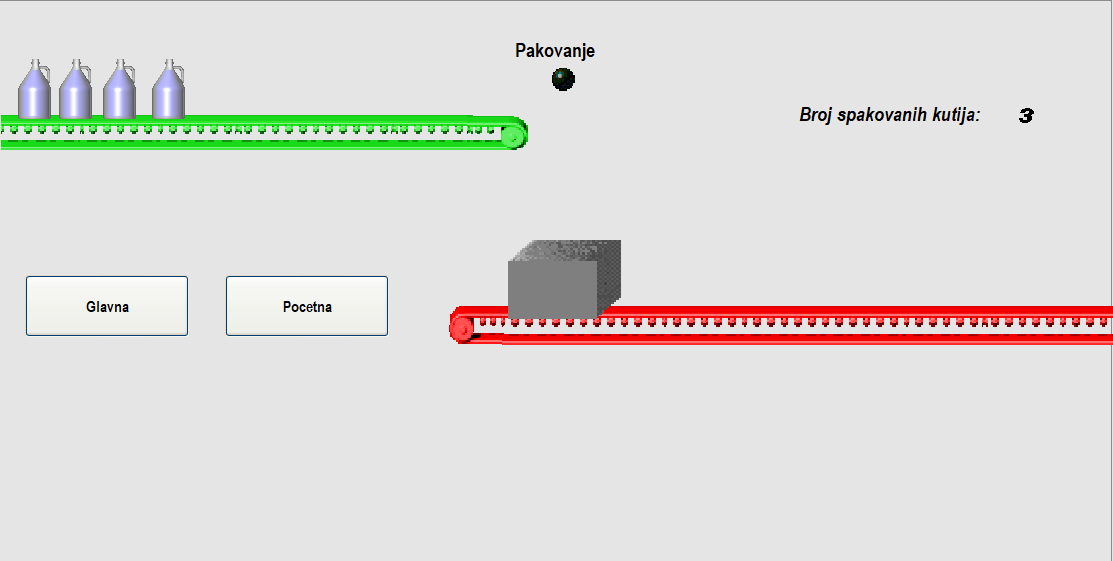 Pakovanje
Broj spakovanih kutija: 3
Glavna
Pocetna